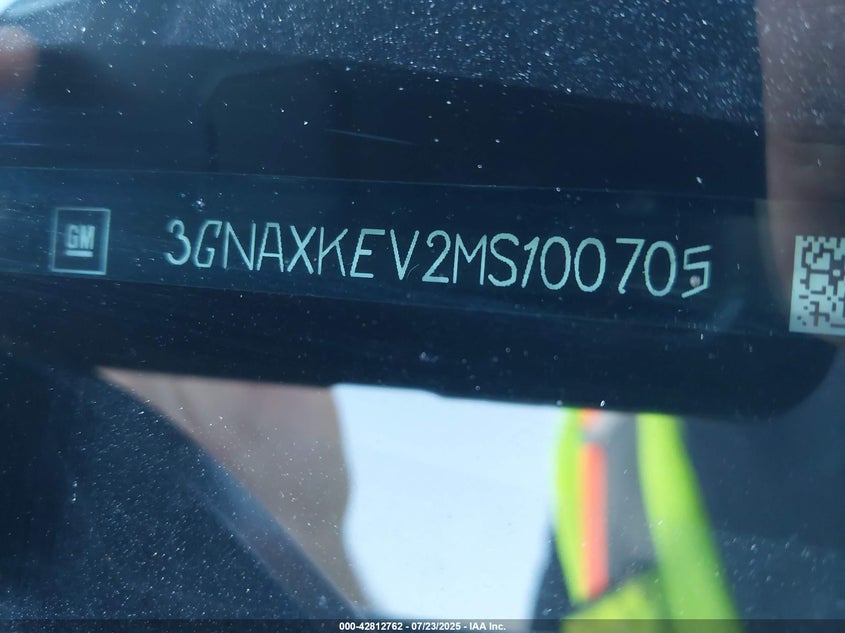 GM
3GNAXKEV2MS100705
000-42812762 - 07/23/2025 - IAA Inc.